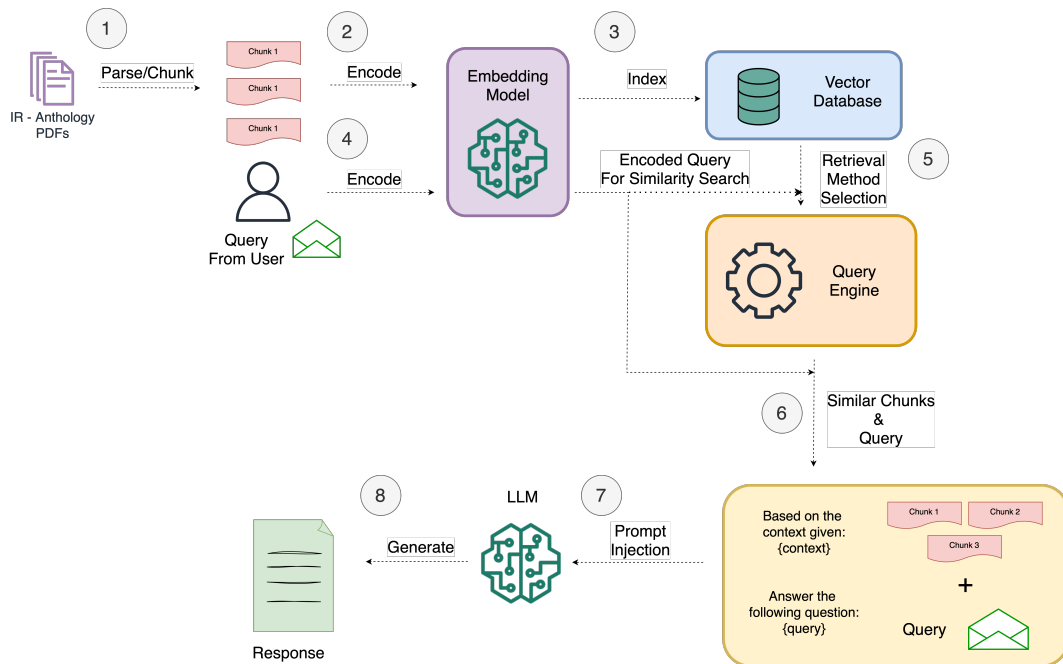 1
Parse/Chunk
IR - Anthology
PDFs
Chunk 1
Chunk 1
Chunk 1
2
Encode
Embedding
Model
3
Index
Vector
Database
4
Encode
Query
From User
Encoded Query
For Similarity Search
Retrieval
Method
Selection
5
Query
Engine
6
Similar Chunks
&
Query
Based on the
context given:
{context}
Chunk 1
Chunk 2
Chunk 3
+
Answer the
following question:
{query}
Query
7
Prompt
Injection
LLM
8
Generate
Response